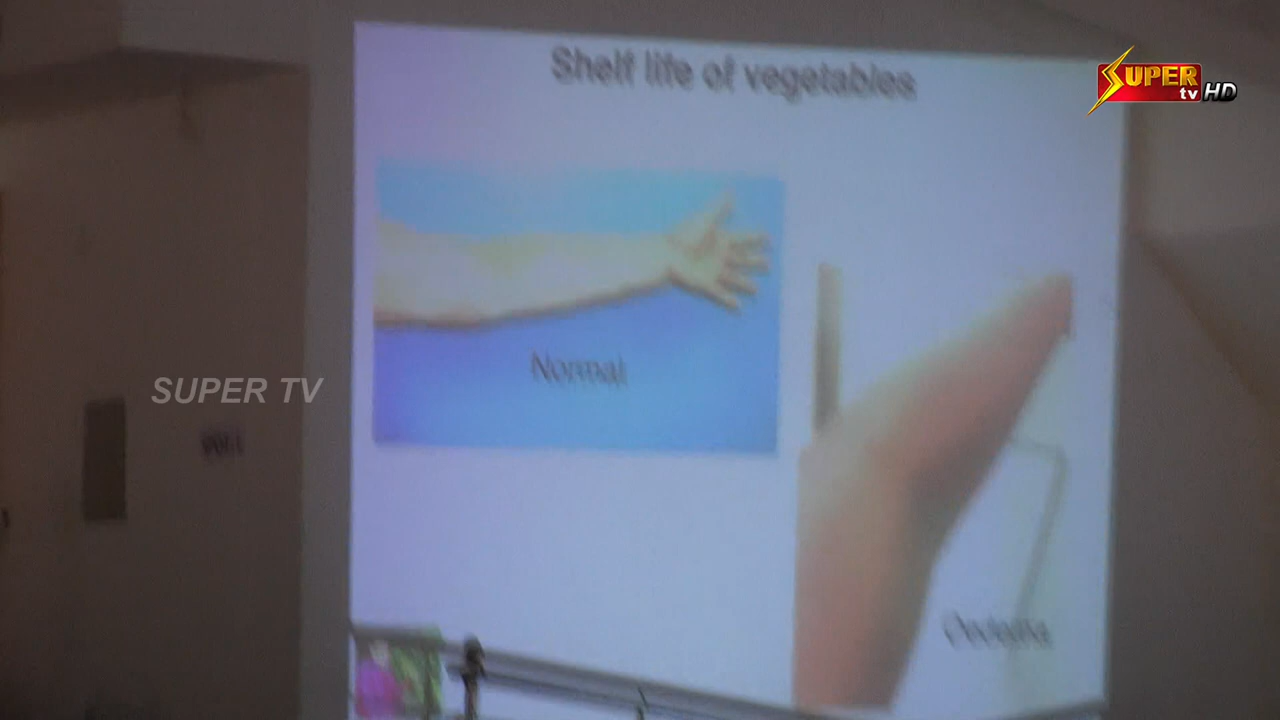 Shelf life of vegetables
SUPER
tv HD
Normal
SUPER TV
Oedema